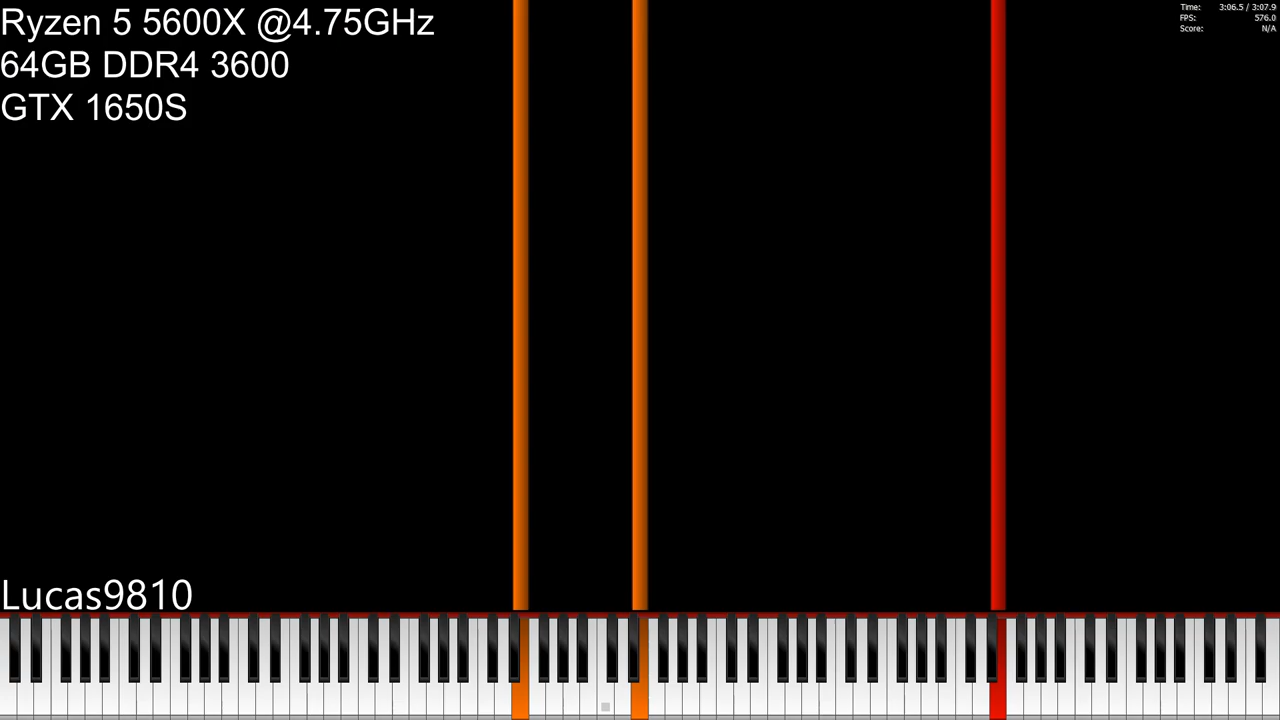 Ryzen 5 5600X @4.75GHz
64GB DDR4 3600
GTX 1650S
Time: 3:06.5 / 3:07.9
FPS: 576.0
Score: N/A
Lucas9810